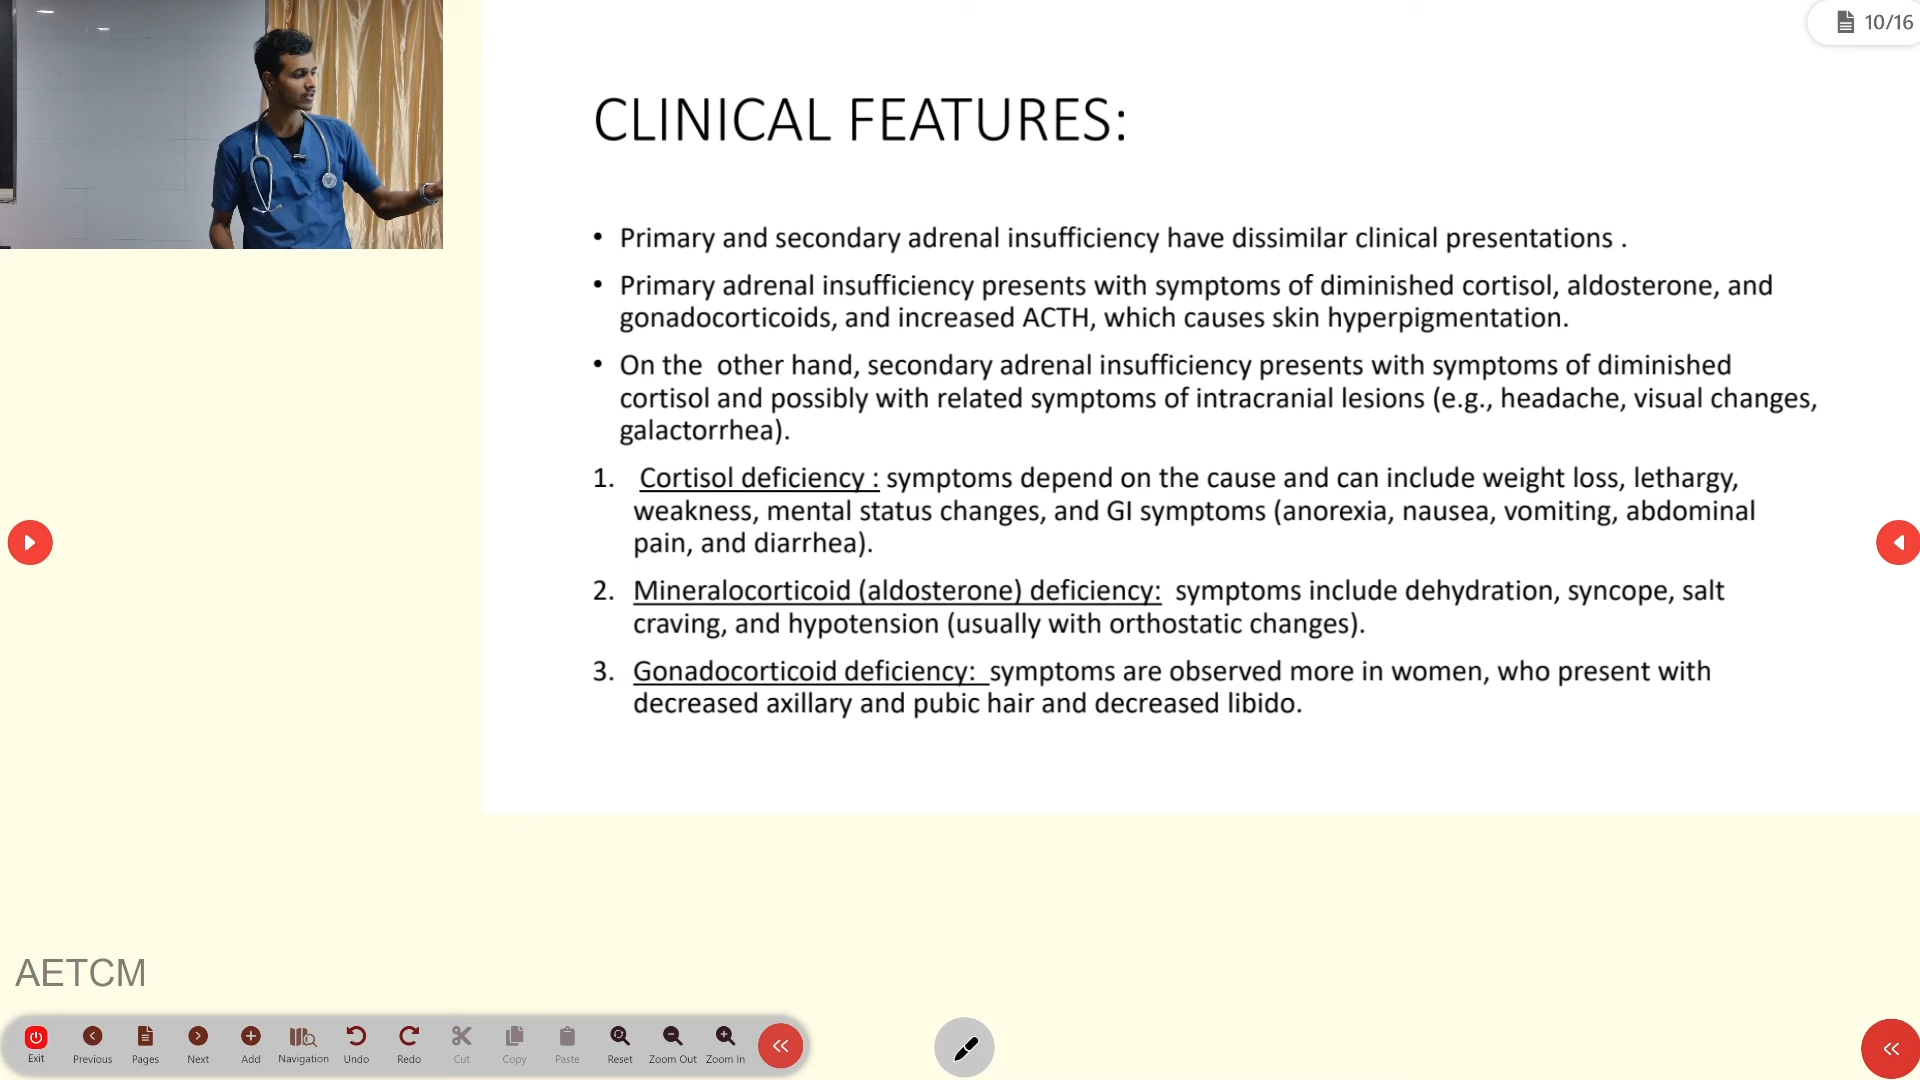 10/16
CLINICAL FEATURES:
• Primary and secondary adrenal insufficiency have dissimilar clinical presentations .
• Primary adrenal insufficiency presents with symptoms of diminished cortisol, aldosterone, and
gonadocorticoids, and increased ACTH, which causes skin hyperpigmentation.
• On the other hand, secondary adrenal insufficiency presents with symptoms of diminished
cortisol and possibly with related symptoms of intracranial lesions (e.g., headache, visual changes,
galactorrhea).
1. Cortisol deficiency : symptoms depend on the cause and can include weight loss, lethargy,
weakness, mental status changes, and GI symptoms (anorexia, nausea, vomiting, abdominal
pain, and diarrhea).
2. Mineralocorticoid (aldosterone) deficiency: symptoms include dehydration, syncope, salt
craving, and hypotension (usually with orthostatic changes).
3. Gonadocorticoid deficiency: symptoms are observed more in women, who present with
decreased axillary and pubic hair and decreased libido.
AETCM
Exit Previous Pages Next Add Navigation Undo Redo Cut Copy Paste Reset Zoom Out Zoom In